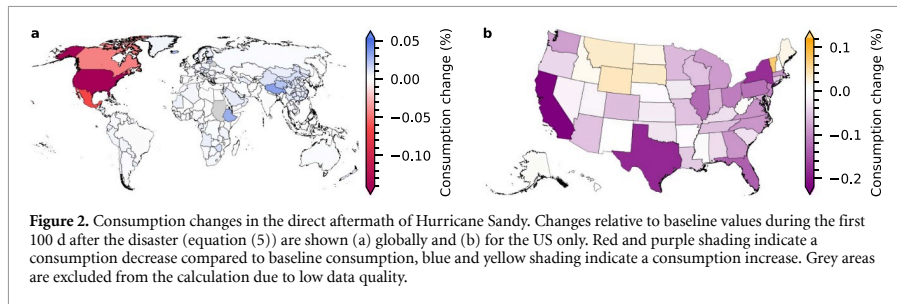 a
0.05
0.00
−0.05
−0.10
Consumption change (%)
b
0.1
0.0
−0.1
−0.2
Consumption change (%)
Figure 2. Consumption changes in the direct aftermath of Hurricane Sandy. Changes relative to baseline values during the first
100 d after the disaster (equation (5)) are shown (a) globally and (b) for the US only. Red and purple shading indicate a
consumption decrease compared to baseline consumption, blue and yellow shading indicate a consumption increase. Grey areas
are excluded from the calculation due to low data quality.